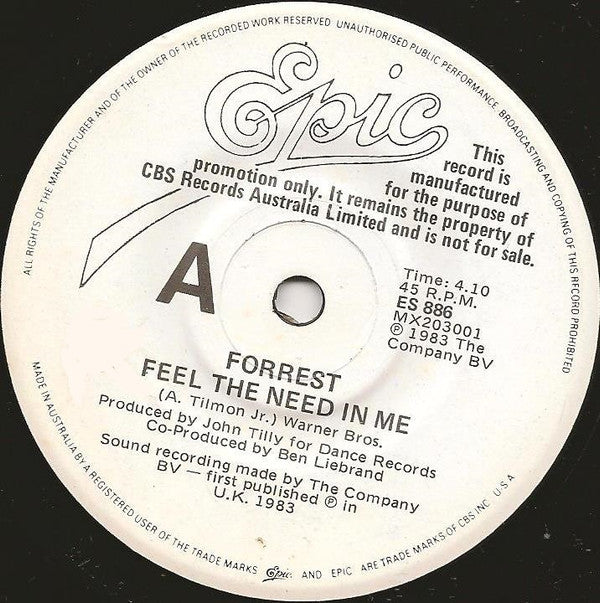 ALL RIGHTS OF THE MANUFACTURER AND OF THE OWNER OF THE RECORDED WORK RESERVED UNAUTHORISED PUBLIC PERFORMANCE, BROADCASTING AND COPYING OF THIS RECORD PROHIBITED
Epic
This
record is
manufactured
for the purpose of
promotion only. It remains the property of
CBS Records Australia Limited and is not for sale.
A
Time: 4.10
45 R.P.M.
ES 886
MX203001
℗ 1983 The
Company BV
FORREST
FEEL THE NEED IN ME
(A. Tilmon Jr.) Warner Bros.
Produced by John Tilly for Dance Records
Co-Produced by Ben Liebrand
Sound recording made by The Company
BV — first published ℗ in
U.K. 1983
MADE IN AUSTRALIA BY A REGISTERED USER OF THE TRADE MARKS Epic AND EPIC ARE TRADE MARKS OF CBS INC. U S A